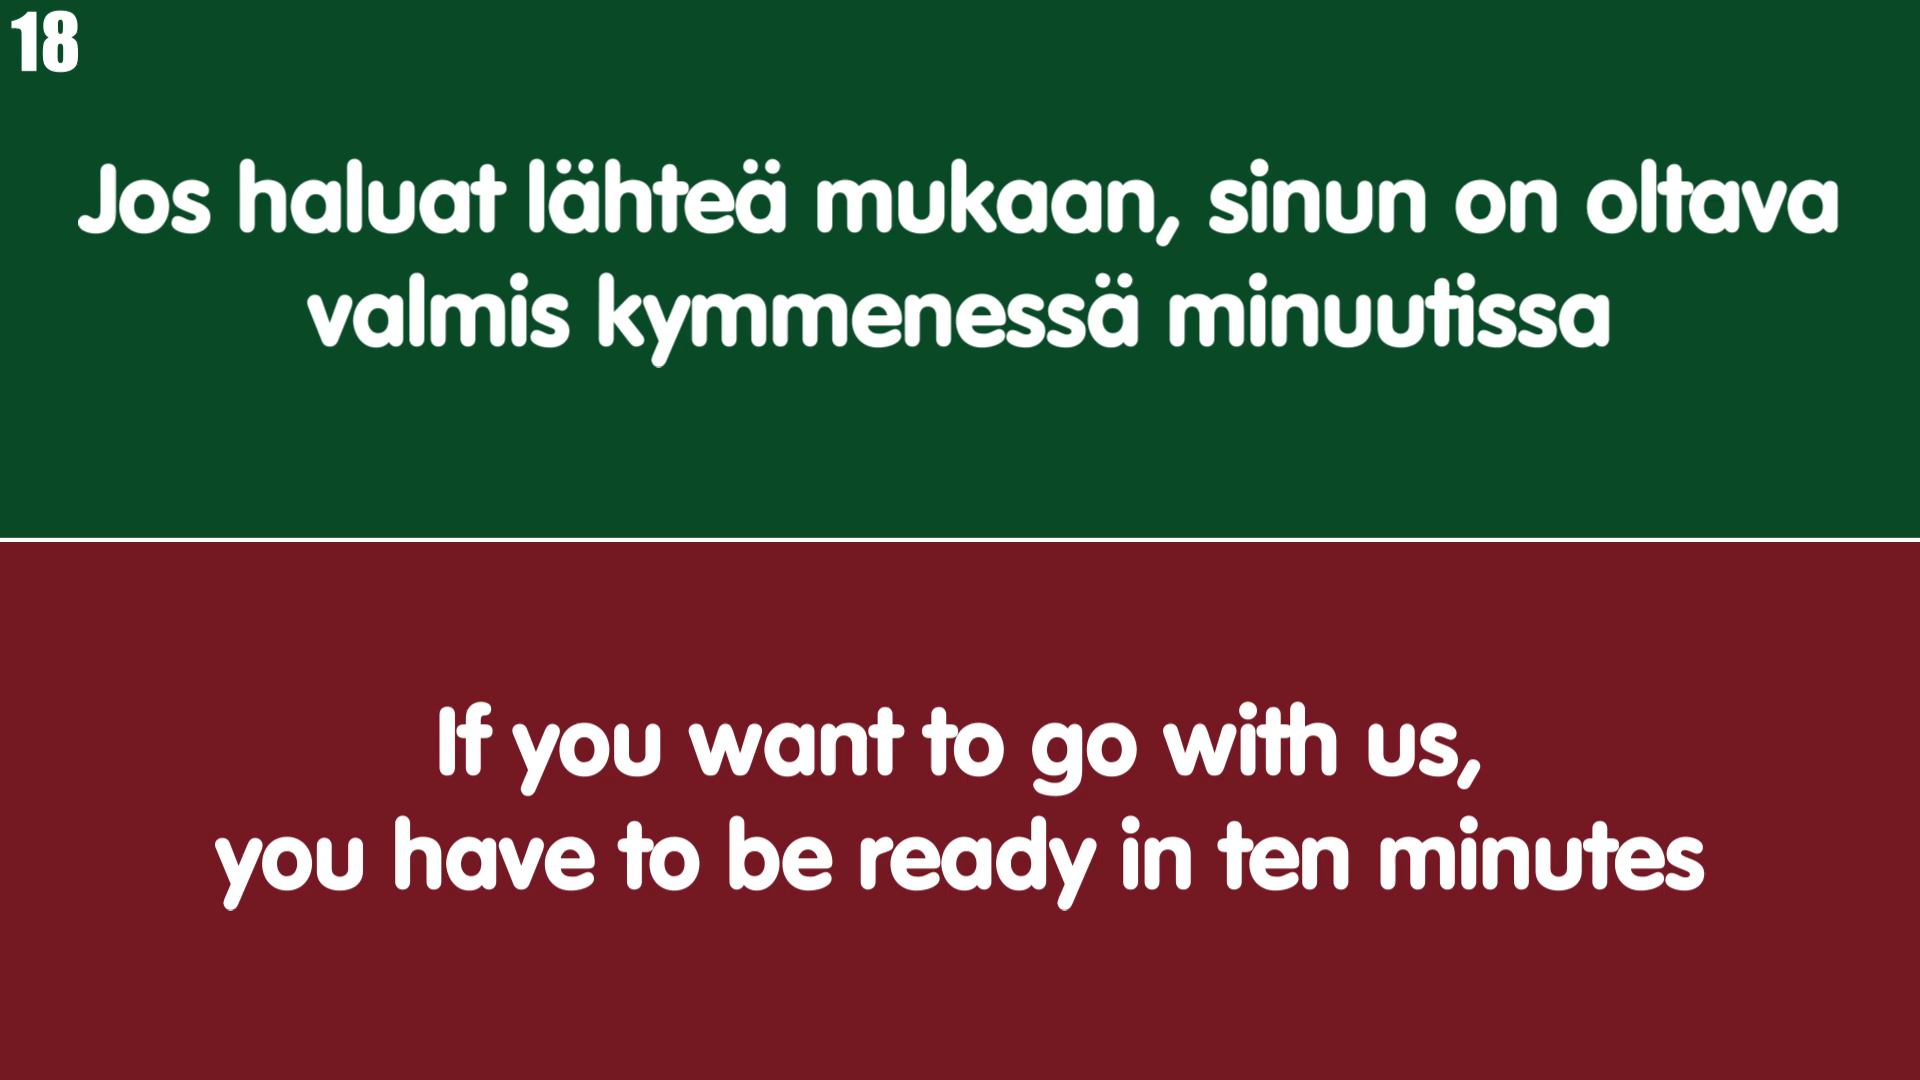 18
Jos haluat lähteä mukaan, sinun on oltava
valmis kymmenessä minuutissa
If you want to go with us,
you have to be ready in ten minutes